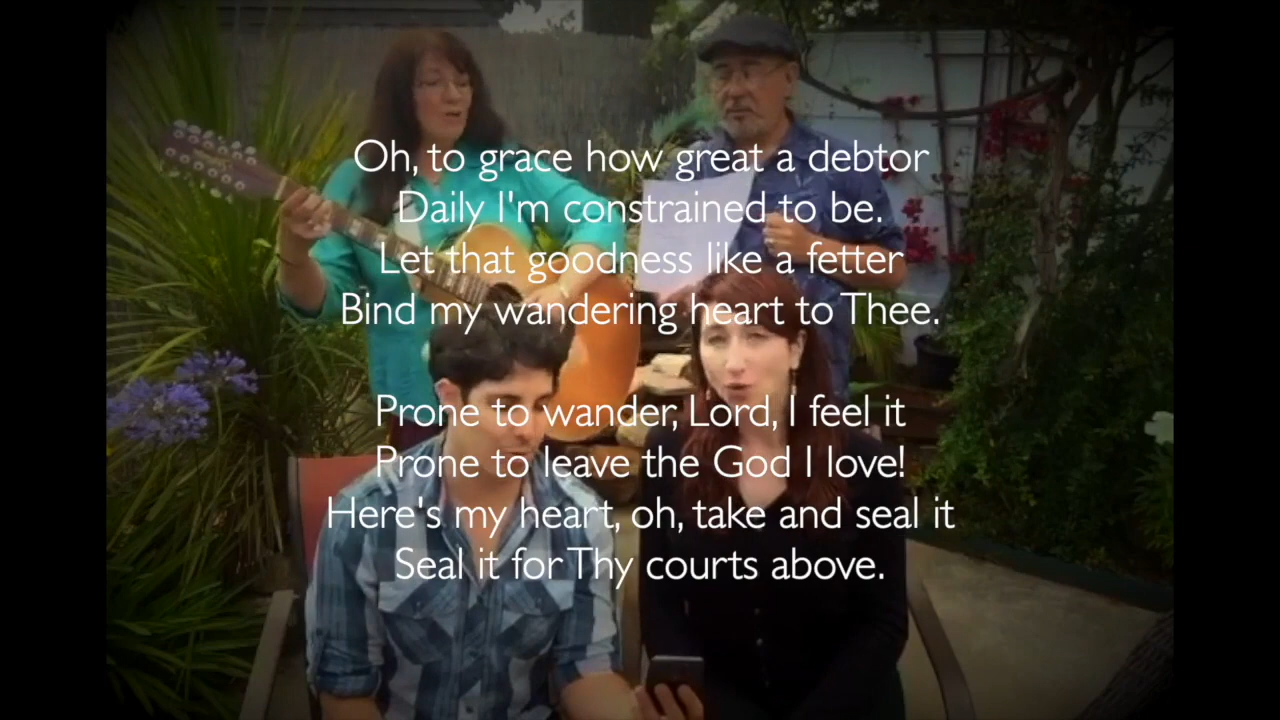 Oh, to grace how great a debtor
Daily I'm constrained to be.
Let that goodness like a fetter
Bind my wandering heart to Thee.
Prone to wander, Lord, I feel it
Prone to leave the God I love!
Here's my heart, oh, take and seal it
Seal it for Thy courts above.